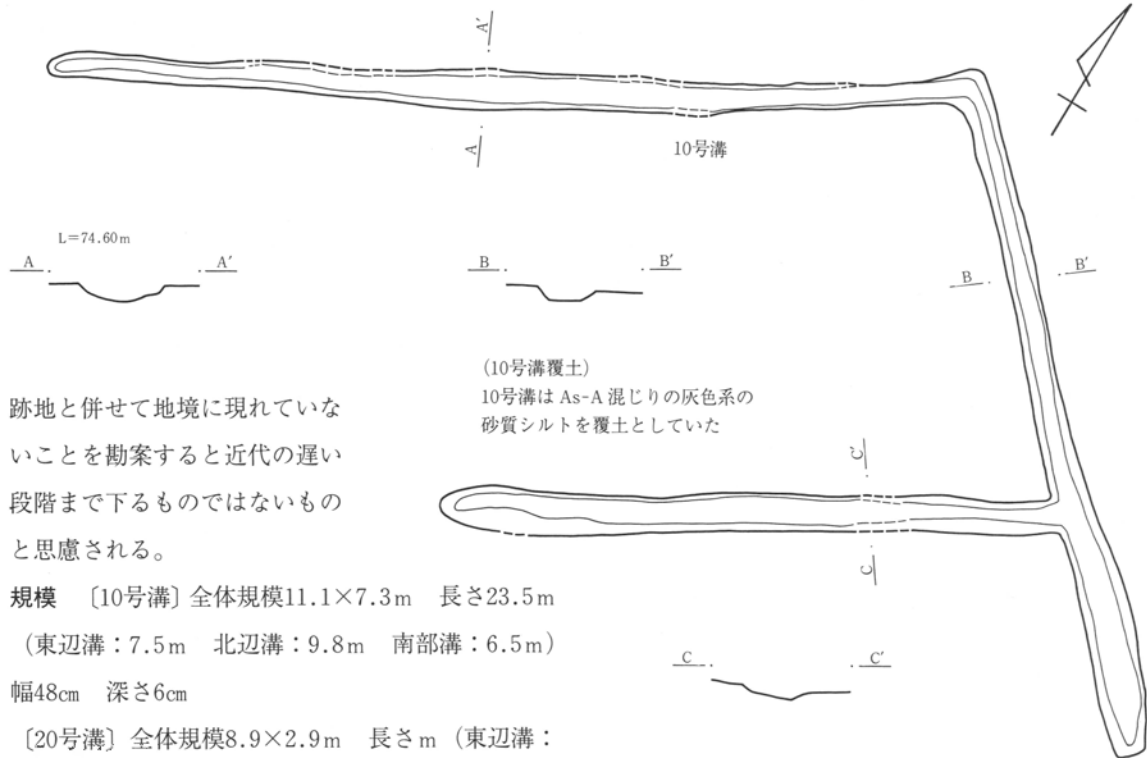 A'
A
10号溝
L=74.60m
A A'
B B'
B B'
(10号溝覆土)
10号溝は As-A 混じりの灰色系の
砂質シルトを覆土としていた
C'
C
C C'
跡地と併せて地境に現れていな
いことを勘案すると近代の遅い
段階まで下るものではないもの
と思慮される。
規模 〔10号溝〕全体規模11.1×7.3m 長さ23.5m
(東辺溝:7.5m 北辺溝:9.8m 南部溝:6.5m)
幅48cm 深さ6cm
〔20号溝〕全体規模8.9×2.9m 長さm(東辺溝: